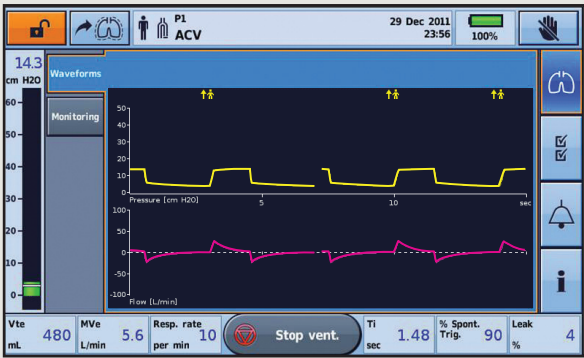 P1
ACV
29 Dec 2011
23:56
100%
14.3
cm H2O
60
50
40
30
20
10
0
Waveforms
Monitoring
50
40
30
20
10
0
Pressure [cm H2O]
5
10
sec
100
50
0
-50
-100
Flow [L/min]
Vte
mL
480
MVe
L/min
5.6
Resp. rate
per min
10
Stop vent.
Ti
sec
1.48
% Spont.
Trig.
90
Leak
%
4